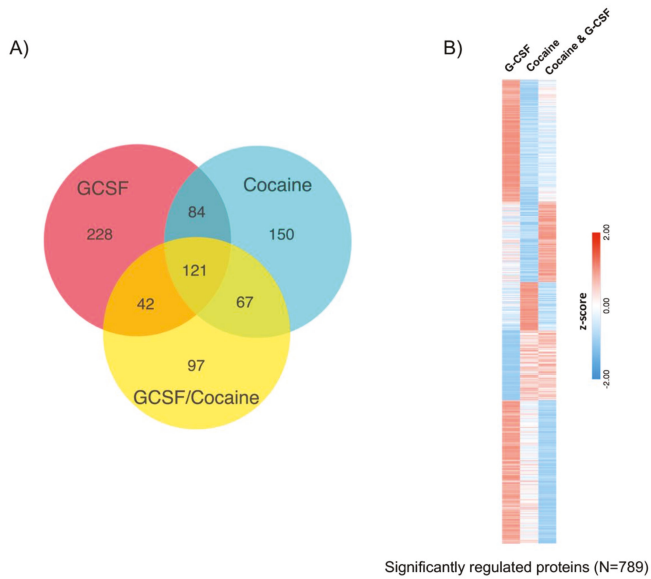 A)
GCSF
Cocaine
84
228
150
121
42
67
97
GCSF/Cocaine
B)
G-CSF
Cocaine
Cocaine & G-CSF
2.00
0.00
-2.00
z-score
Significantly regulated proteins (N=789)